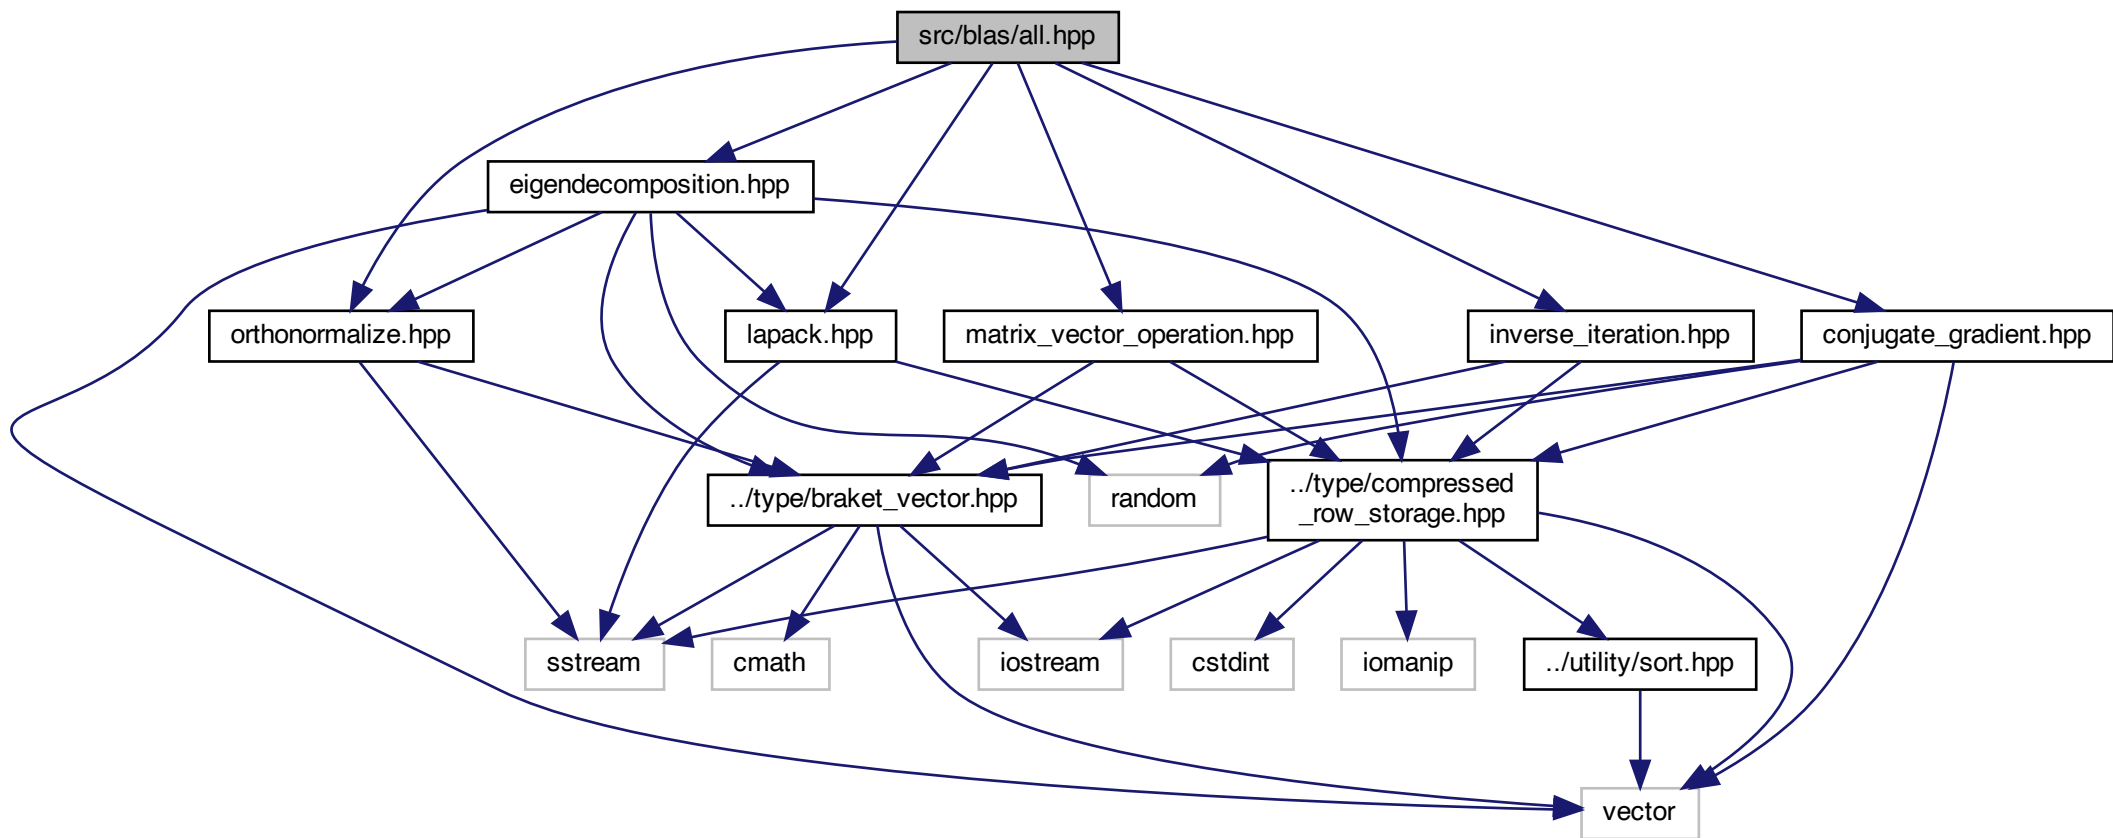 src/blas/all.hpp
eigendecomposition.hpp
orthonormalize.hpp
lapack.hpp
matrix_vector_operation.hpp
inverse_iteration.hpp
conjugate_gradient.hpp
../type/braket_vector.hpp
random
../type/compressed
_row_storage.hpp
sstream
cmath
iostream
cstdint
iomanip
../utility/sort.hpp
vector